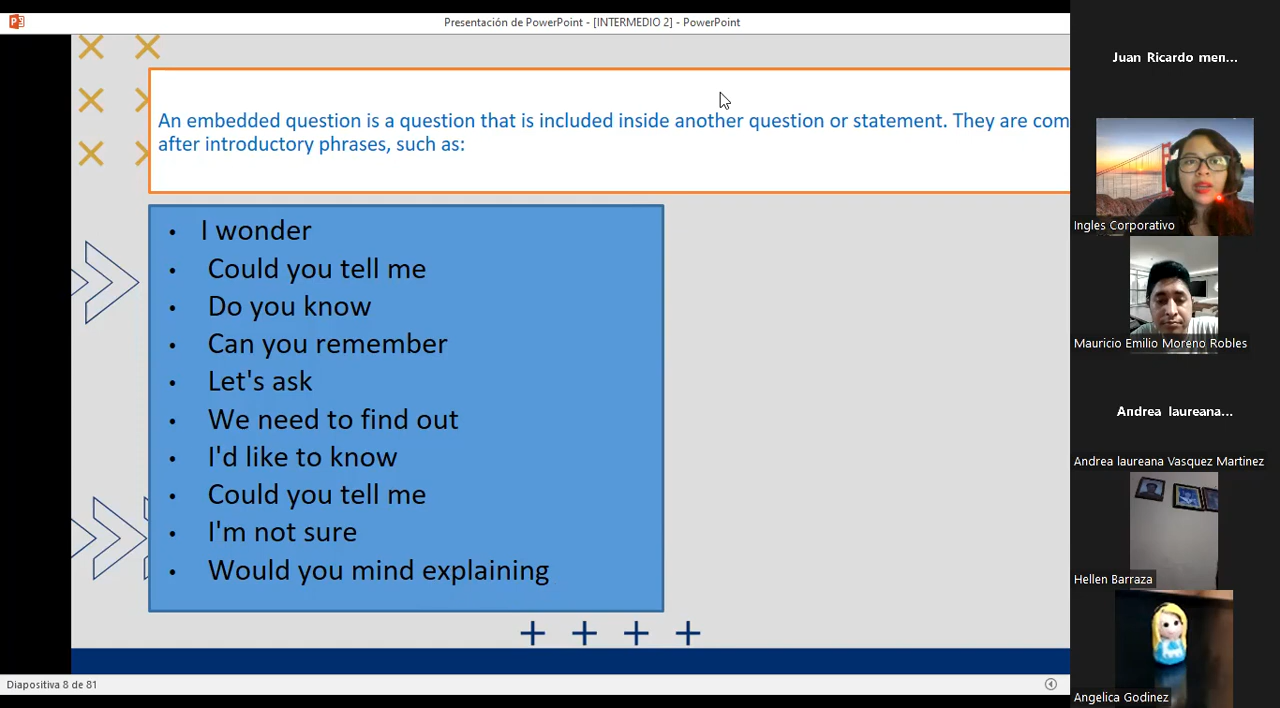 Presentación de PowerPoint - [INTERMEDIO 2] - PowerPoint
An embedded question is a question that is included inside another question or statement. They are com
after introductory phrases, such as:
• I wonder
• Could you tell me
• Do you know
• Can you remember
• Let's ask
• We need to find out
• I'd like to know
• Could you tell me
• I'm not sure
• Would you mind explaining
Diapositiva 8 de 81
Juan Ricardo men...
Ingles Corporativo
Mauricio Emilio Moreno Robles
Andrea laureana...
Andrea laureana Vasquez Martinez
Hellen Barraza
Angelica Godinez